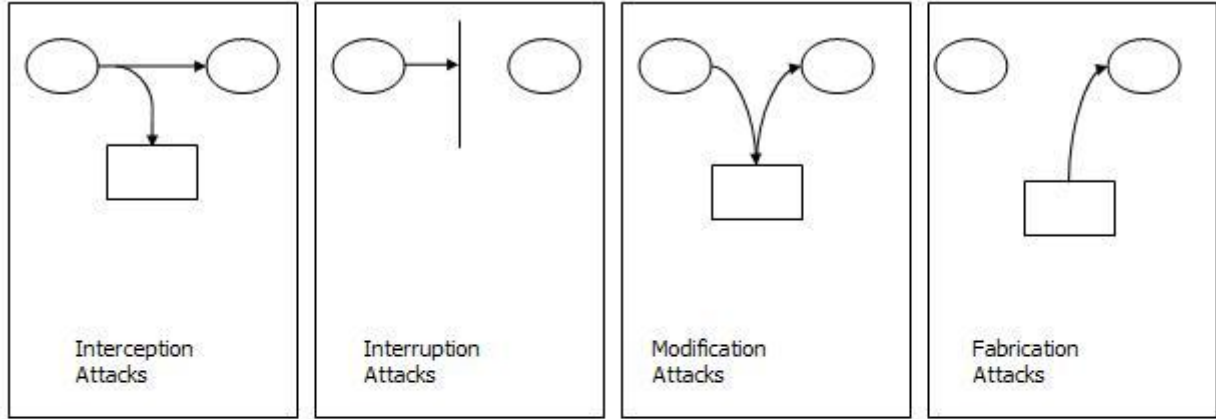 Interception
Attacks
Interruption
Attacks
Modification
Attacks
Fabrication
Attacks